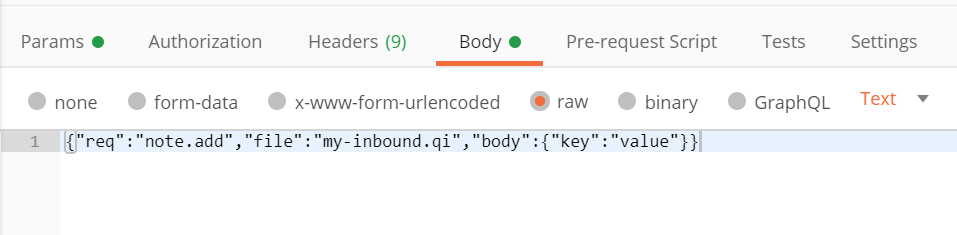 Params Authorization Headers (9) Body Pre-request Script Tests Settings
none form-data x-www-form-urlencoded raw binary GraphQL Text
1 {"req":"note.add","file":"my-inbound.qi","body":{"key":"value"}}